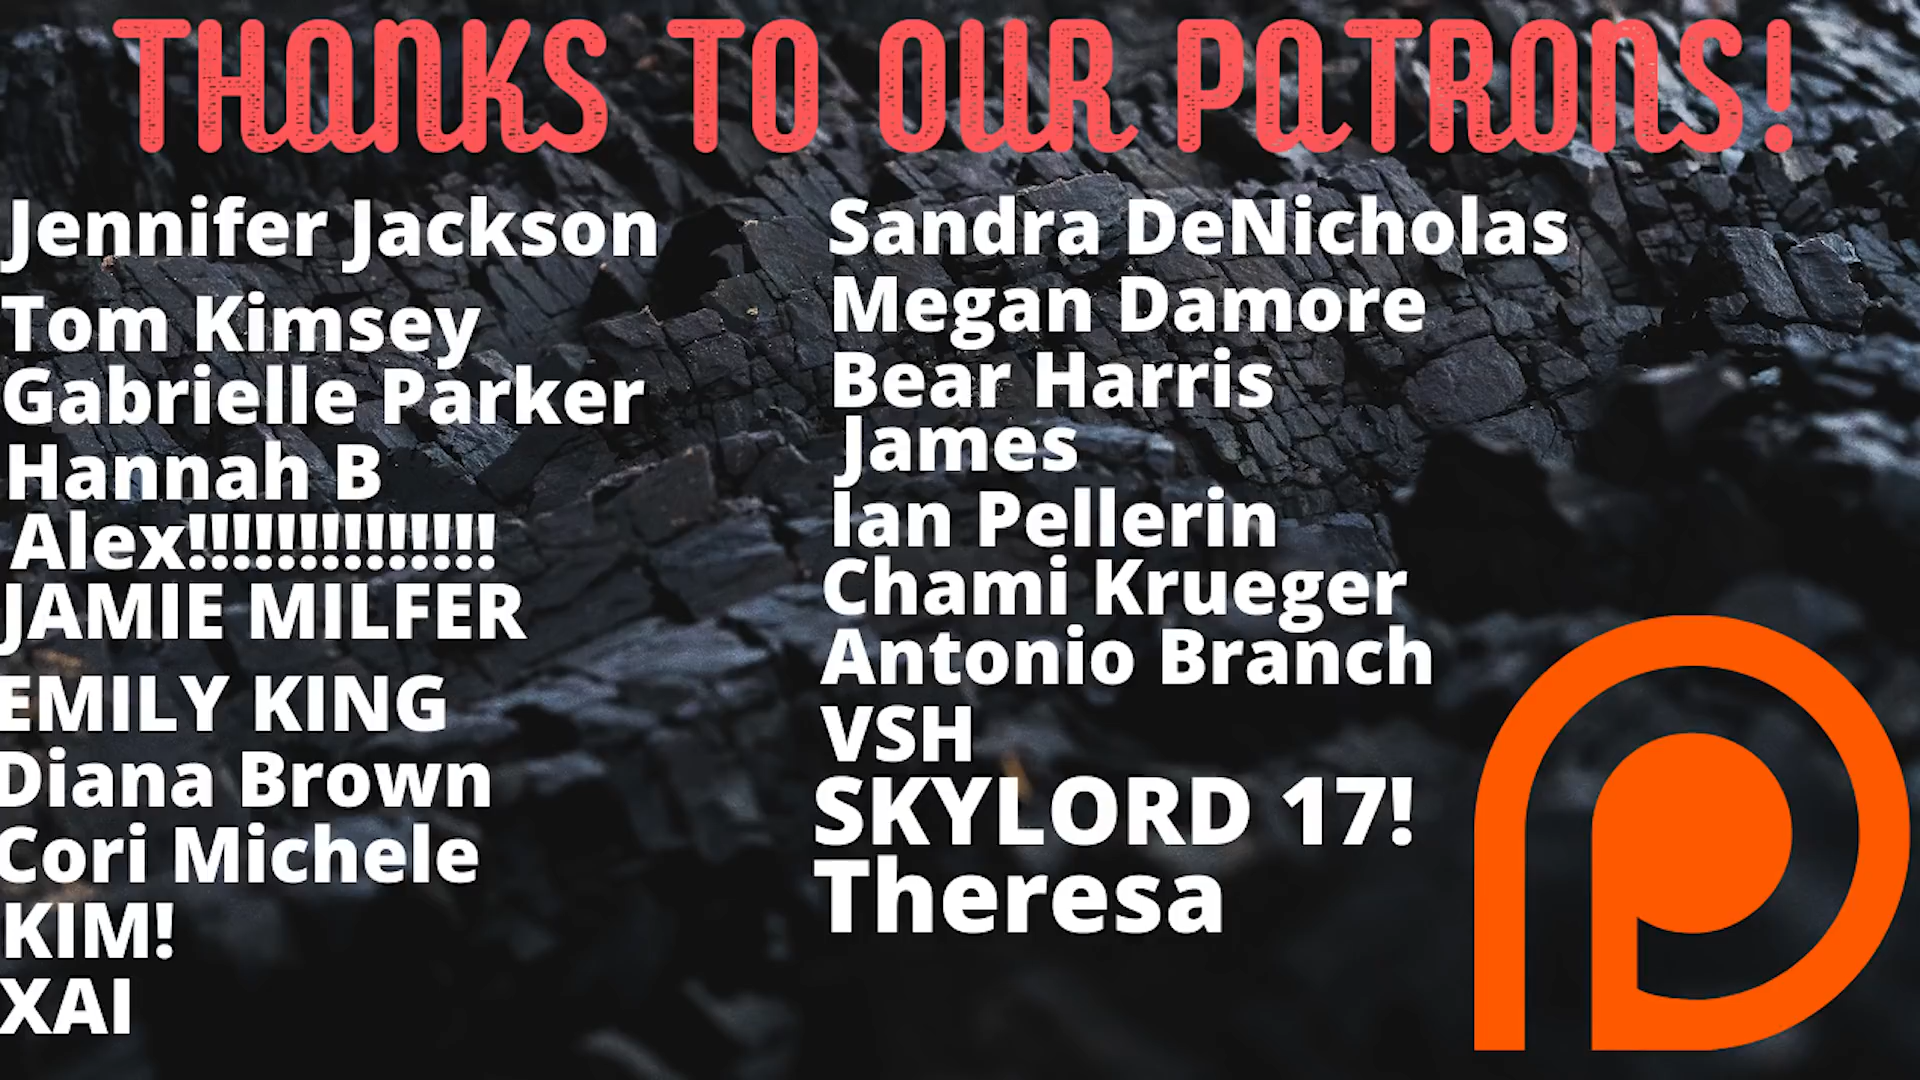 THANKS TO OUR PATRONS!
Jennifer Jackson
Tom Kimsey
Gabrielle Parker
Hannah B
Alex!!!!!!!!!!!!!!
JAMIE MILFER
EMILY KING
Diana Brown
Cori Michele
KIM!
XAI
Sandra DeNicholas
Megan Damore
Bear Harris
James
Ian Pellerin
Chami Krueger
Antonio Branch
VSH
SKYLORD 17!
Theresa